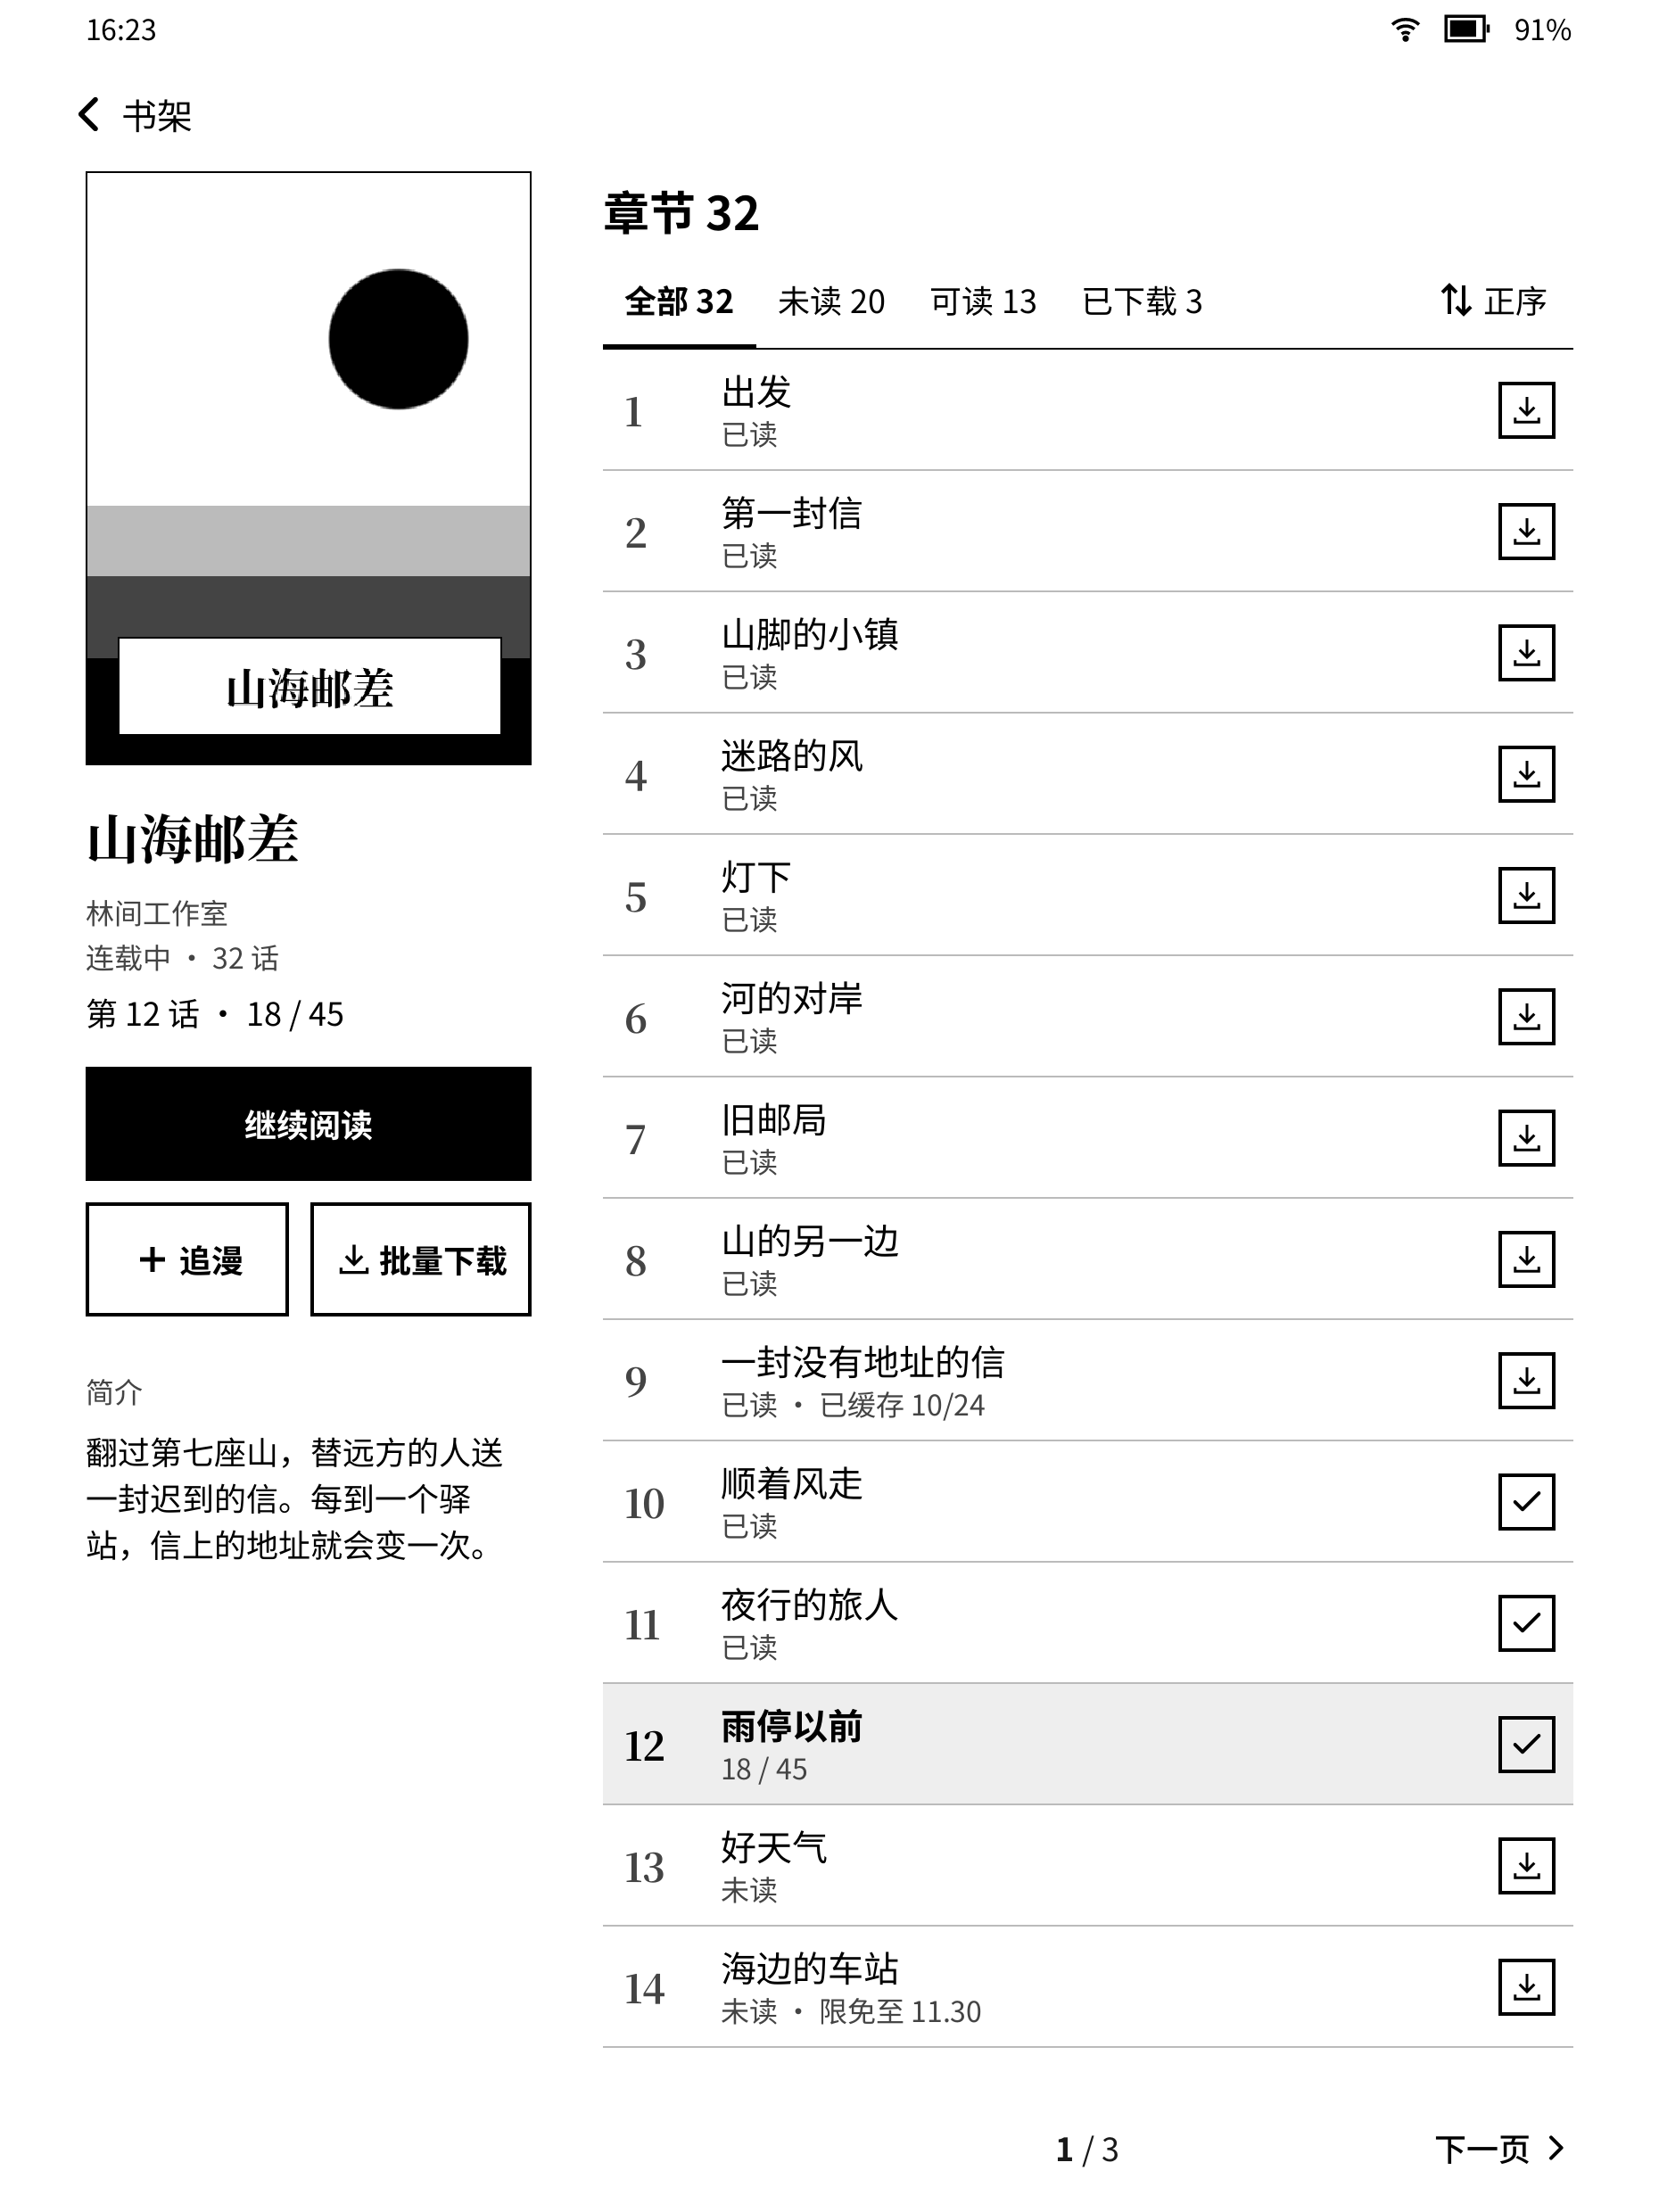 16:23
91%
书架
山海邮差
山海邮差
林间工作室
连载中 · 32 话
第 12 话 · 18 / 45
继续阅读
追漫
批量下载
简介
翻过第七座山，替远方的人送
一封迟到的信。每到一个驿
站，信上的地址就会变一次。
章节 32
全部 32
未读 20
可读 13
已下载 3
正序
1
出发
已读
2
第一封信
已读
3
山脚的小镇
已读
4
迷路的风
已读
5
灯下
已读
6
河的对岸
已读
7
旧邮局
已读
8
山的另一边
已读
9
一封没有地址的信
已读 · 已缓存 10/24
10
顺着风走
已读
11
夜行的旅人
已读
12
雨停以前
18 / 45
13
好天气
未读
14
海边的车站
未读 · 限免至 11.30
1 / 3
下一页